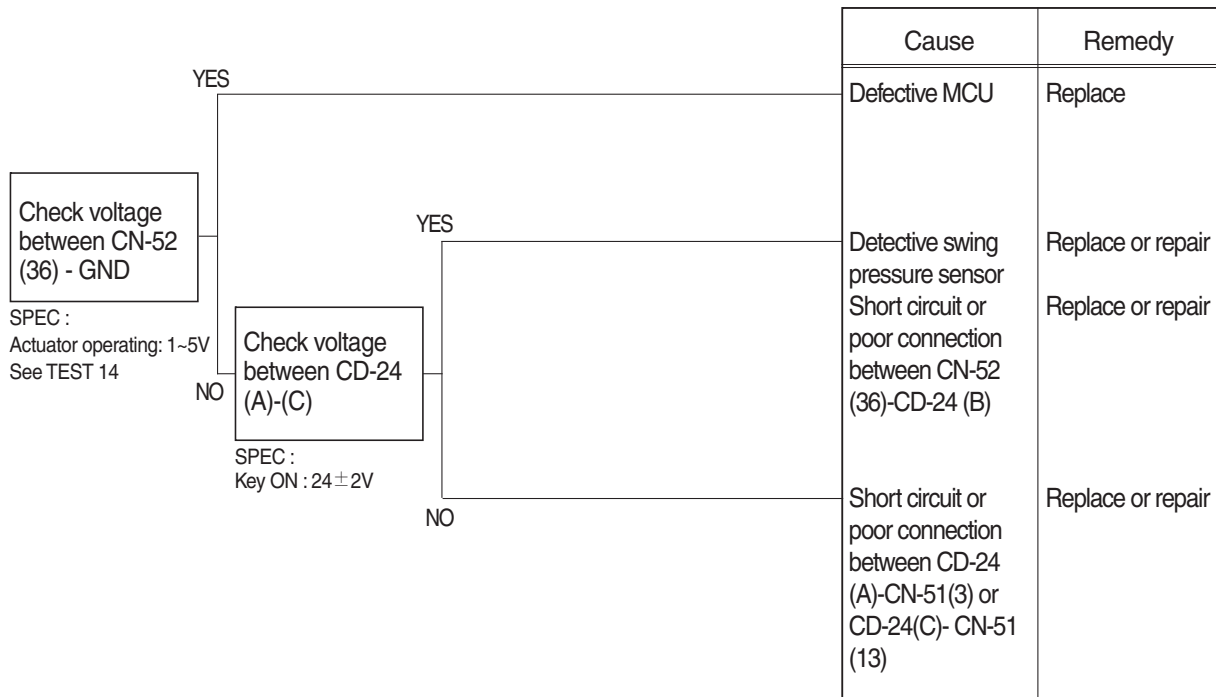 Cause
Remedy
YES
Defective MCU
Replace
Check voltage
between CN-52
(36) - GND
SPEC :
Actuator operating: 1~5V
See TEST 14
NO
YES
Detective swing
pressure sensor
Replace or repair
Short circuit or
poor connection
between CN-52
(36)-CD-24 (B)
Replace or repair
Check voltage
between CD-24
(A)-(C)
SPEC :
Key ON : 24±2V
NO
Short circuit or
poor connection
between CD-24
(A)-CN-51(3) or
CD-24(C)- CN-51
(13)
Replace or repair